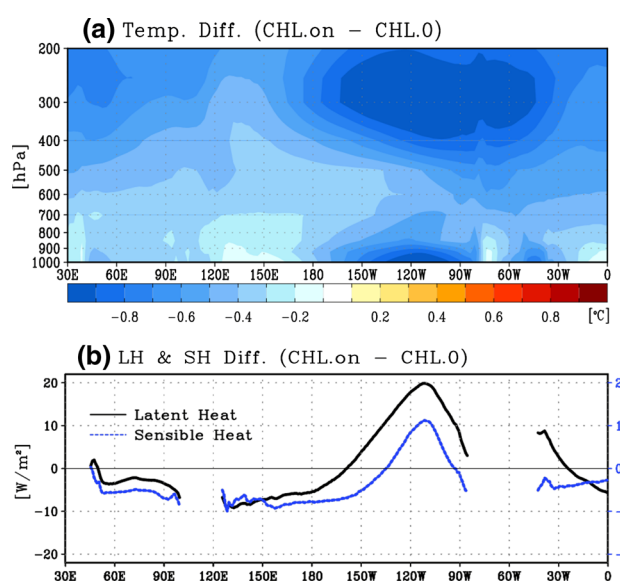 (a) Temp. Diff. (CHL.on − CHL.0)
200
300
400
500
600
700
800
900
1000
[hPa]
30E 60E 90E 120E 150E 180 150W 120W 90W 60W 30W 0
-0.8 -0.6 -0.4 -0.2 0.2 0.4 0.6 0.8 [°C]
(b) LH & SH Diff. (CHL.on − CHL.0)
20 2
10 1
0 0
-10 -
-20 -
[W/m²]
Latent Heat
Sensible Heat
30E 60E 90E 120E 150E 180 150W 120W 90W 60W 30W 0